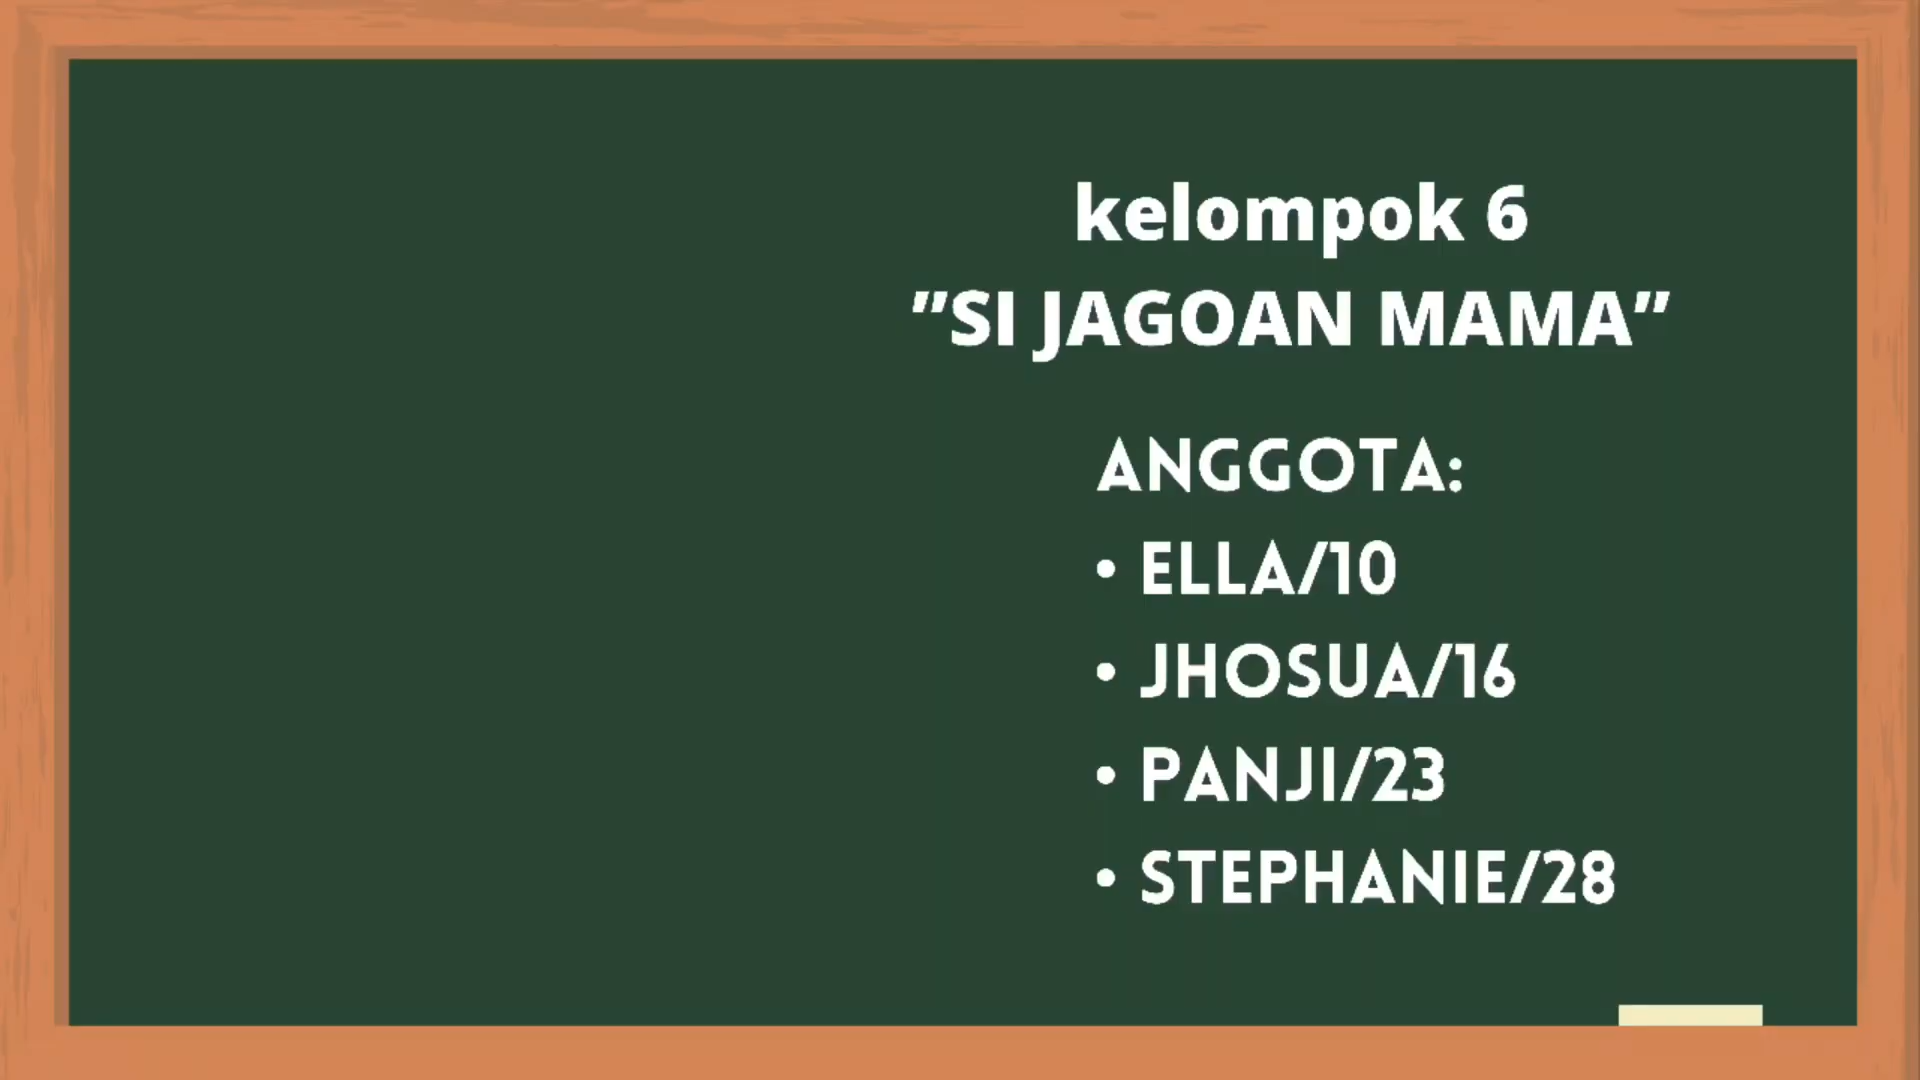 kelompok 6
"SI JAGOAN MAMA"
ANGGOTA:
• ELLA/10
• JHOSUA/16
• PANJI/23
• STEPHANIE/28